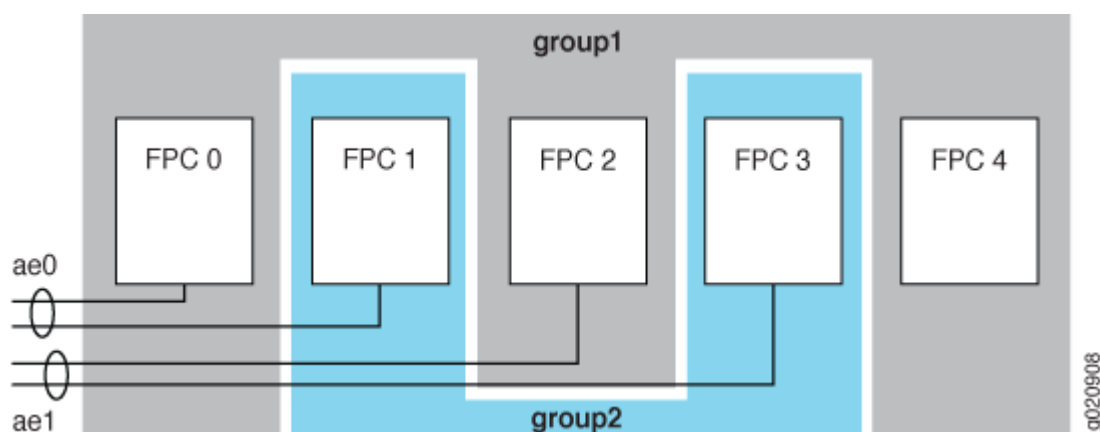 group1
FPC 0
FPC 1
FPC 2
FPC 3
FPC 4
ae0
ae1
group2
g020908